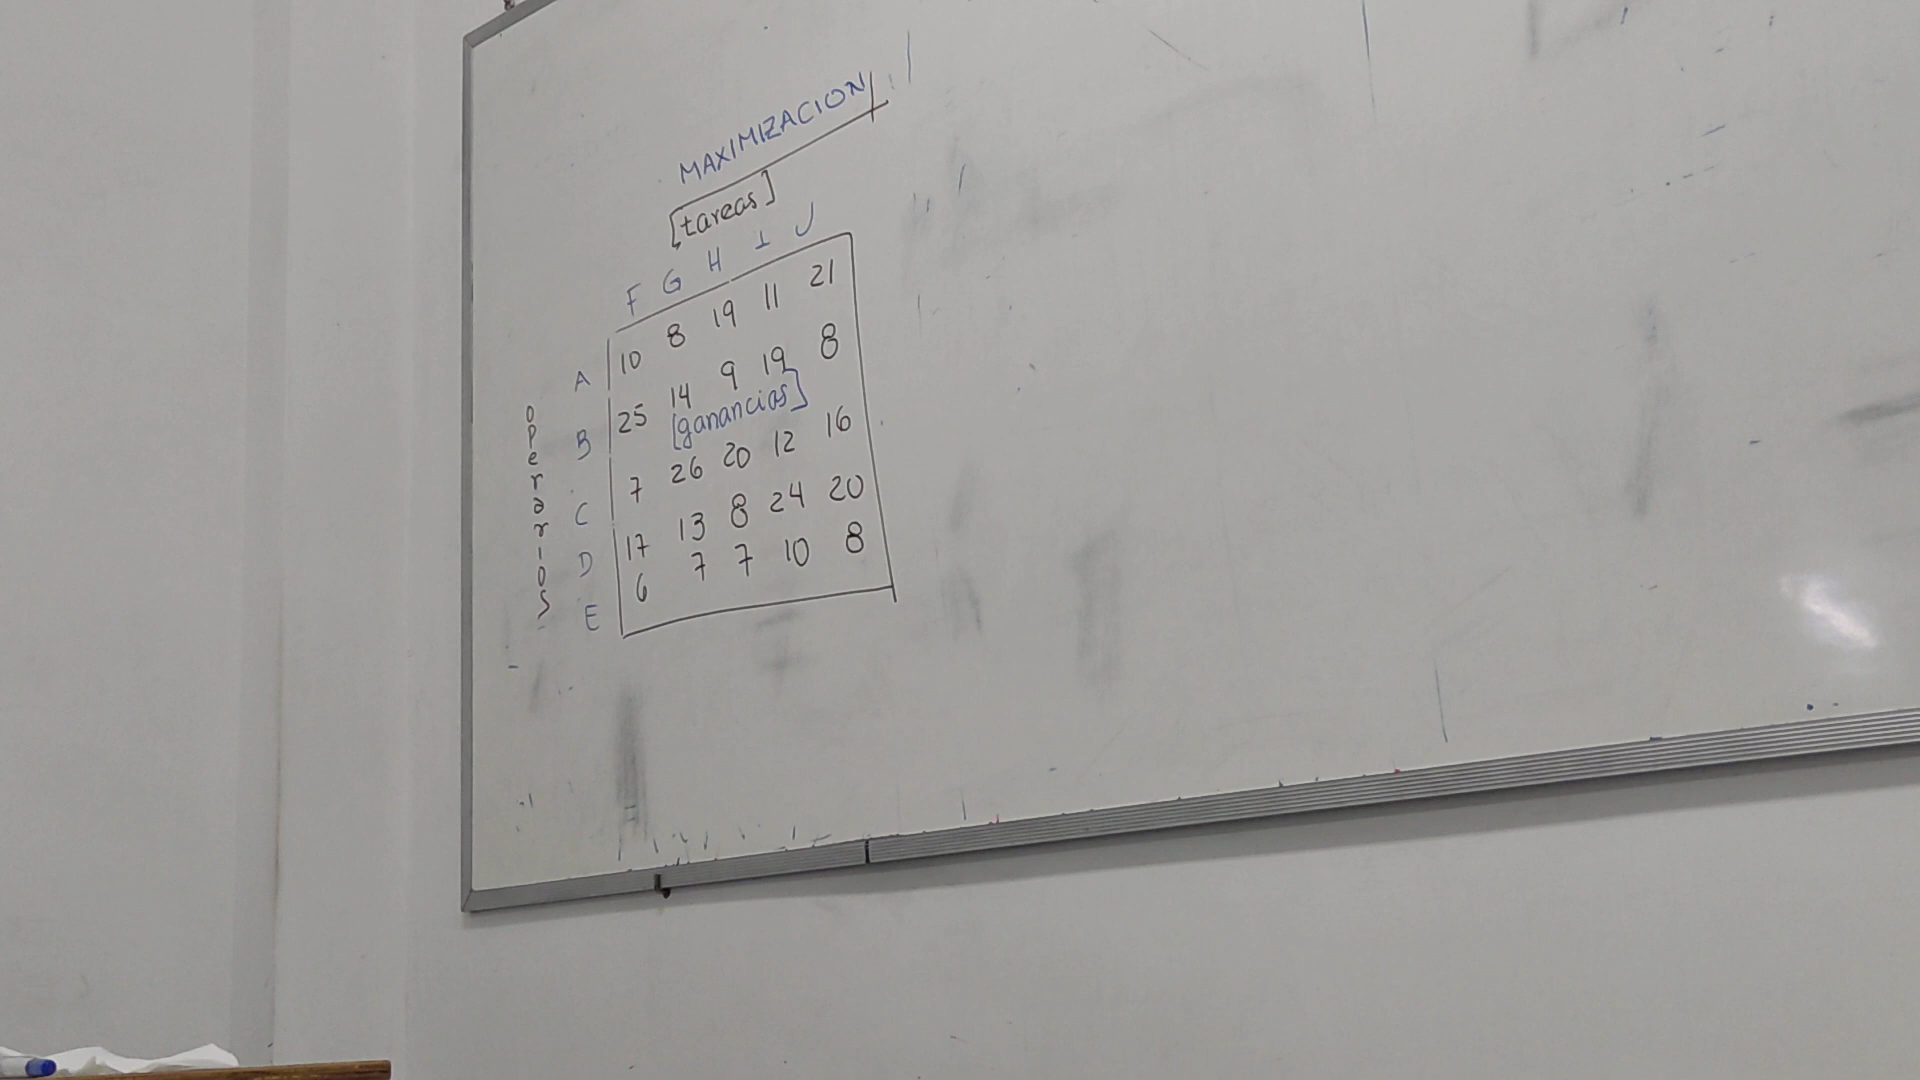 MAXIMIZACION
[tareas]
F G H I J
A 10 8 19 11 21
B 25 14 9 19 8
[ganancias]
C 7 26 20 12 16
D 17 13 8 24 20
E 6 7 7 10 8
operarios